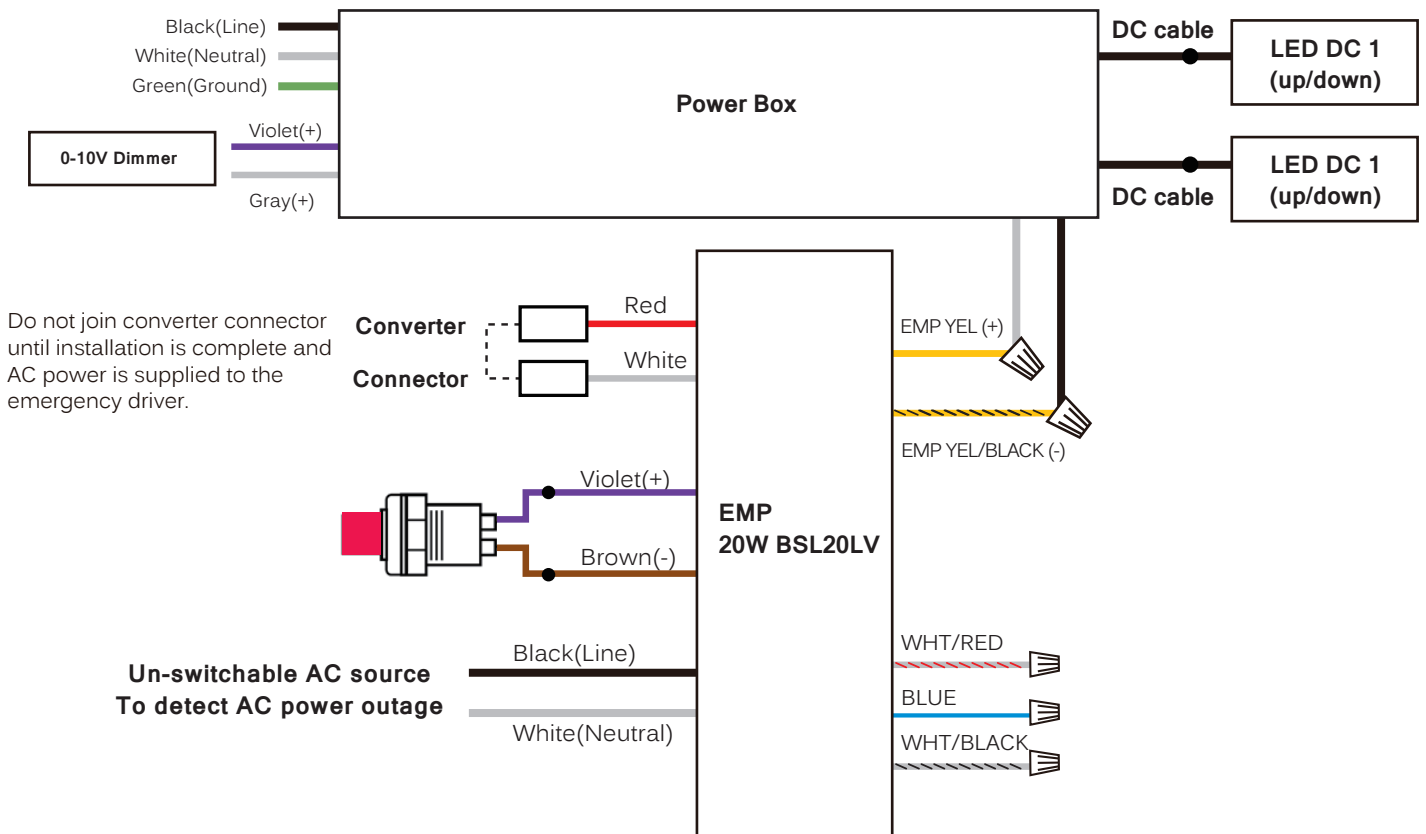 Black(Line)
White(Neutral)
Green(Ground)
Violet(+)
0-10V Dimmer
Gray(+)
Power Box
DC cable
LED DC 1
(up/down)
DC cable
LED DC 1
(up/down)
Do not join converter connector
until installation is complete and
AC power is supplied to the
emergency driver.
Converter
Connector
Red
White
EMP YEL (+)
EMP YEL/BLACK (-)
Violet(+)
Brown(-)
EMP
20W BSL20LV
Un-switchable AC source
To detect AC power outage
Black(Line)
White(Neutral)
WHT/RED
BLUE
WHT/BLACK